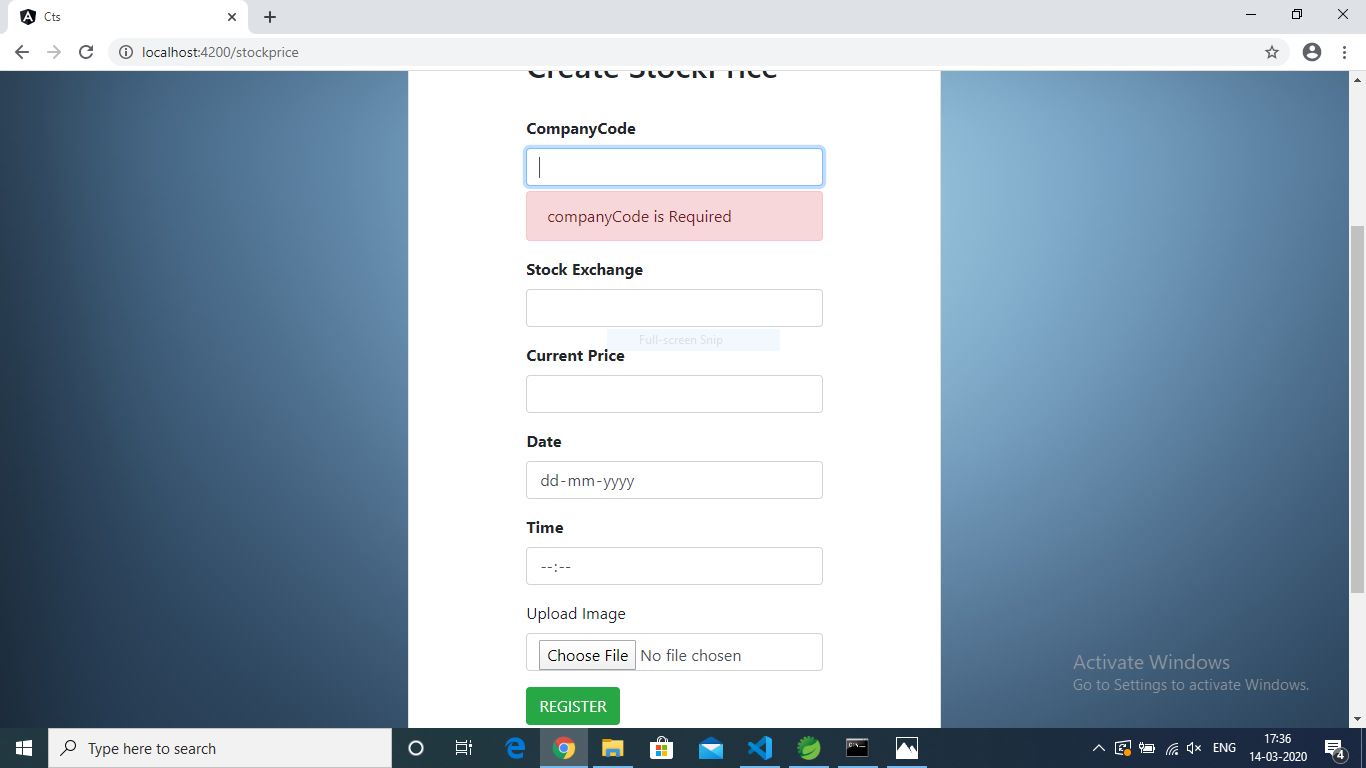 Cts
localhost:4200/stockprice
Create StockPrice
CompanyCode
companyCode is Required
Stock Exchange
Full-screen Snip
Current Price
Date
dd-mm-yyyy
Time
--:--
Upload Image
Choose File No file chosen
REGISTER
Activate Windows
Go to Settings to activate Windows.
Type here to search
ENG
17:36
14-03-2020
4